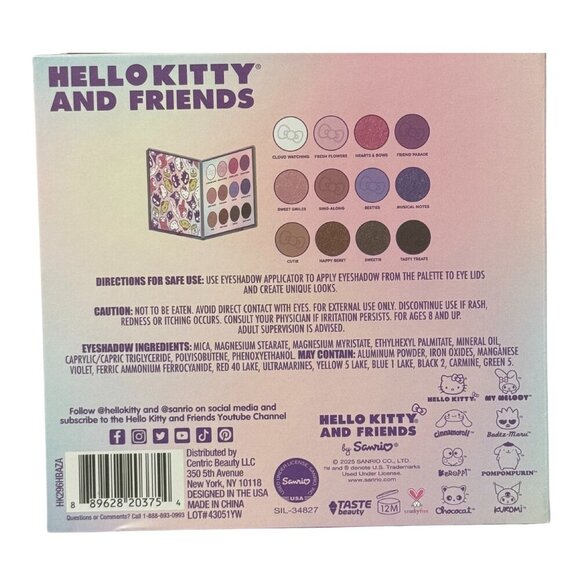 HELLO KITTY®
AND FRIENDS
CLOUD WATCHING
FRESH FLOWERS
HEARTS & BOWS
FRIEND PARADE
SWEET SMILES
SING-ALONG
BESTIES
MUSICAL NOTES
CUTIE
HAPPY BERET
SWEETIE
TASTY TREATS
DIRECTIONS FOR SAFE USE: USE EYESHADOW APPLICATOR TO APPLY EYESHADOW FROM THE PALETTE TO EYE LIDS
AND CREATE UNIQUE LOOKS.
CAUTION: NOT TO BE EATEN. AVOID DIRECT CONTACT WITH EYES. FOR EXTERNAL USE ONLY. DISCONTINUE USE IF RASH,
REDNESS OR ITCHING OCCURS. CONSULT YOUR PHYSICIAN IF IRRITATION PERSISTS. FOR AGES 8 AND UP.
ADULT SUPERVISION IS ADVISED.
EYESHADOW INGREDIENTS: MICA, MAGNESIUM STEARATE, MAGNESIUM MYRISTATE, ETHYLHEXYL PALMITATE, MINERAL OIL,
CAPRYLIC/CAPRIC TRIGLYCERIDE, POLYISOBUTENE, PHENOXYETHANOL. MAY CONTAIN: ALUMINUM POWDER, IRON OXIDES, MANGANESE
VIOLET, FERRIC AMMONIUM FERROCYANIDE, RED 40 LAKE, ULTRAMARINES, YELLOW 5 LAKE, BLUE 1 LAKE, BLACK 2, CARMINE, GREEN 5.
Follow @hellokitty and @sanrio on social media and
subscribe to the Hello Kitty and Friends Youtube Channel
HK296HBAZA
8 89628 20375 4
Questions or Comments? Call 1-888-693-0993
Distributed by
Centric Beauty LLC
350 5th Avenue
New York, NY 10118
DESIGNED IN THE USA
MADE IN CHINA
LOT#43051YW
Sanrio
USA
SIL-34827
HELLO KITTY
AND FRIENDS
by Sanrio®
© 2025 SANRIO CO., LTD.
™ and ® denote U.S. Trademarks
Used Under License.
www.sanrio.com
TASTE
beauty
12M
crueltyfree
HELLO KITTY
MY MELODY
Cinnamoroll
Badtz-Maru
KEROPPI
POMPOMPURIN
Chococat
KUROMI